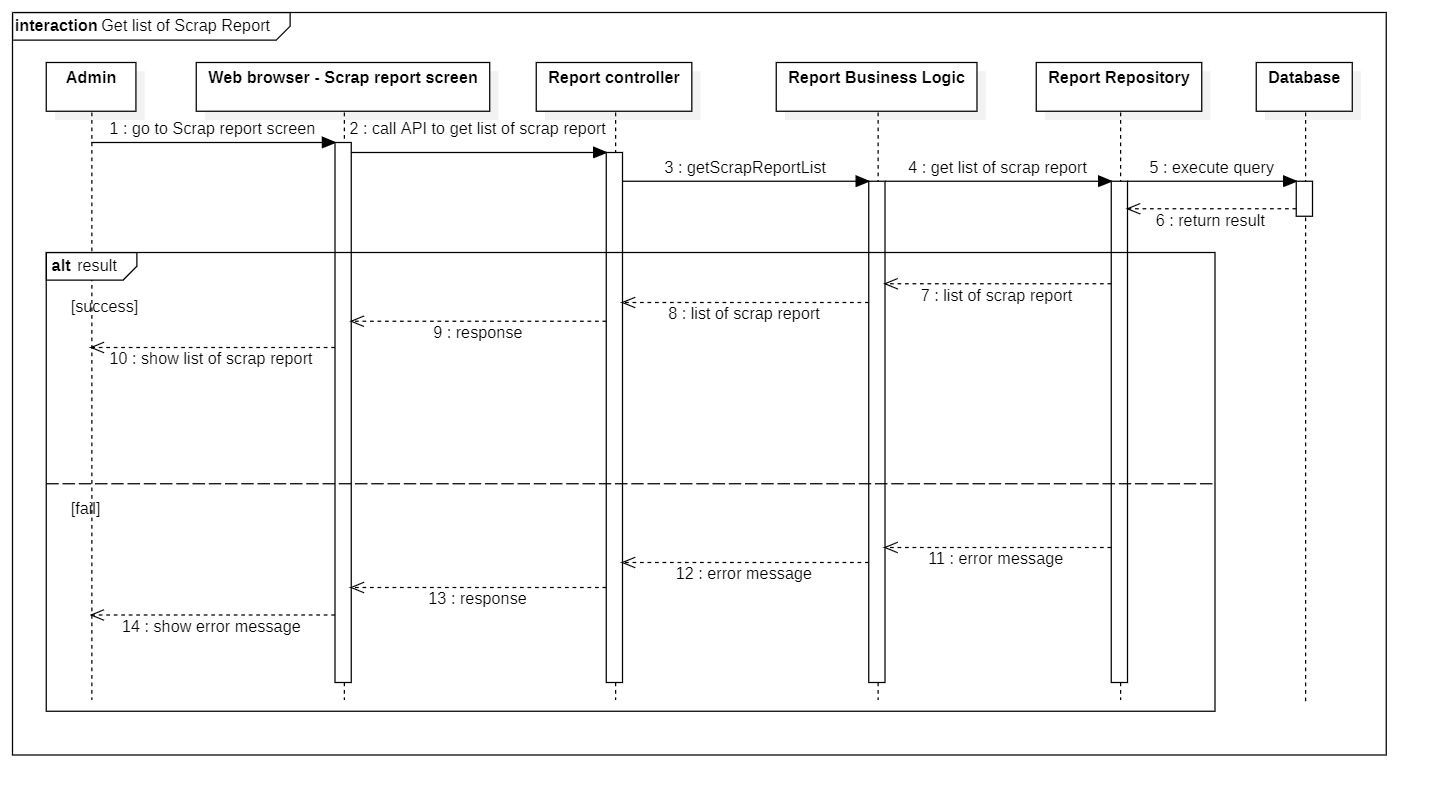 interaction Get list of Scrap Report
Admin
Web browser - Scrap report screen
Report controller
Report Business Logic
Report Repository
Database
1 : go to Scrap report screen
2 : call API to get list of scrap report
3 : getScrapReportList
4 : get list of scrap report
5 : execute query
6 : return result
alt result
[success]
7 : list of scrap report
8 : list of scrap report
9 : response
10 : show list of scrap report
[fail]
11 : error message
12 : error message
13 : response
14 : show error message